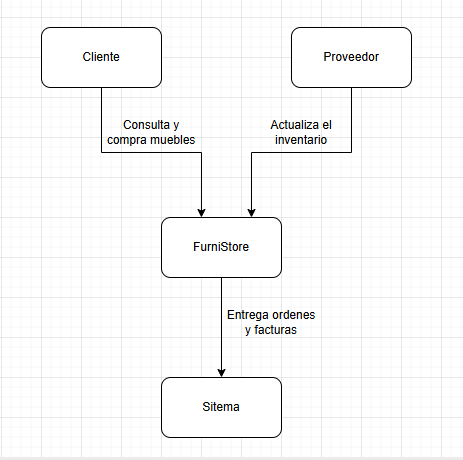 Cliente
Proveedor
Consulta y
compra muebles
Actualiza el
inventario
FurniStore
Entrega ordenes
y facturas
Sitema